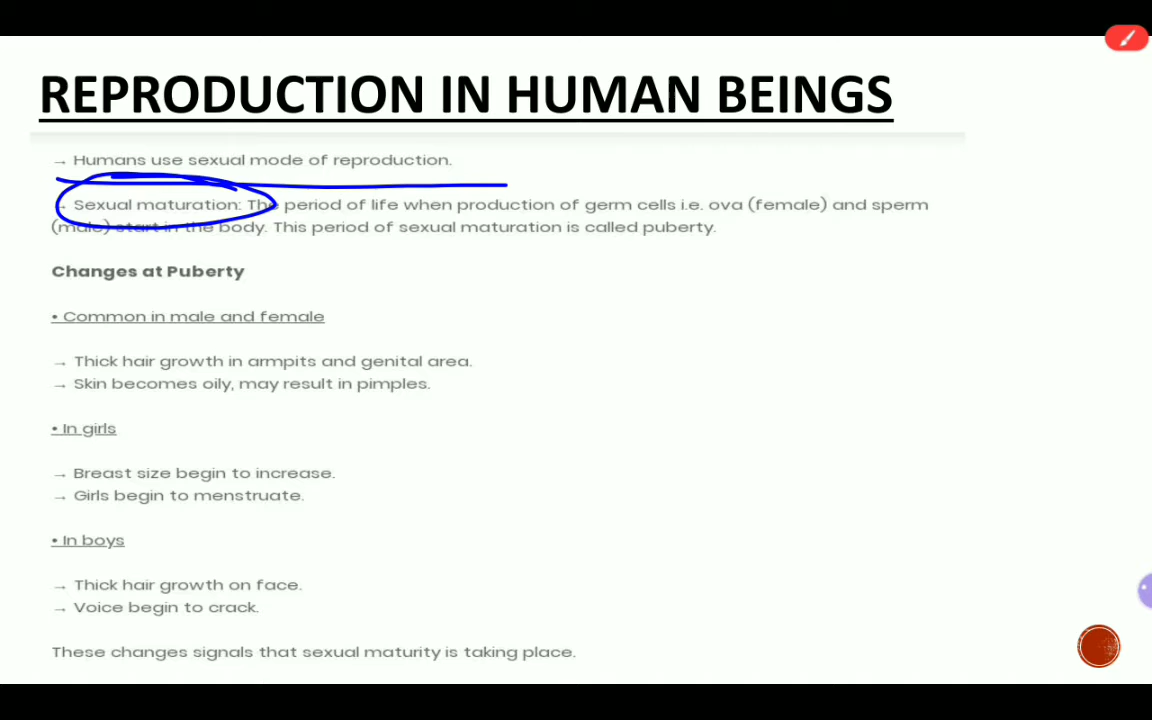 REPRODUCTION IN HUMAN BEINGS
→ Humans use sexual mode of reproduction.
→ Sexual maturation: The period of life when production of germ cells i.e. ova (female) and sperm
(male) start in the body. This period of sexual maturation is called puberty.
Changes at Puberty
• Common in male and female
→ Thick hair growth in armpits and genital area.
→ Skin becomes oily, may result in pimples.
• In girls
→ Breast size begin to increase.
→ Girls begin to menstruate.
• In boys
→ Thick hair growth on face.
→ Voice begin to crack.
These changes signals that sexual maturity is taking place.